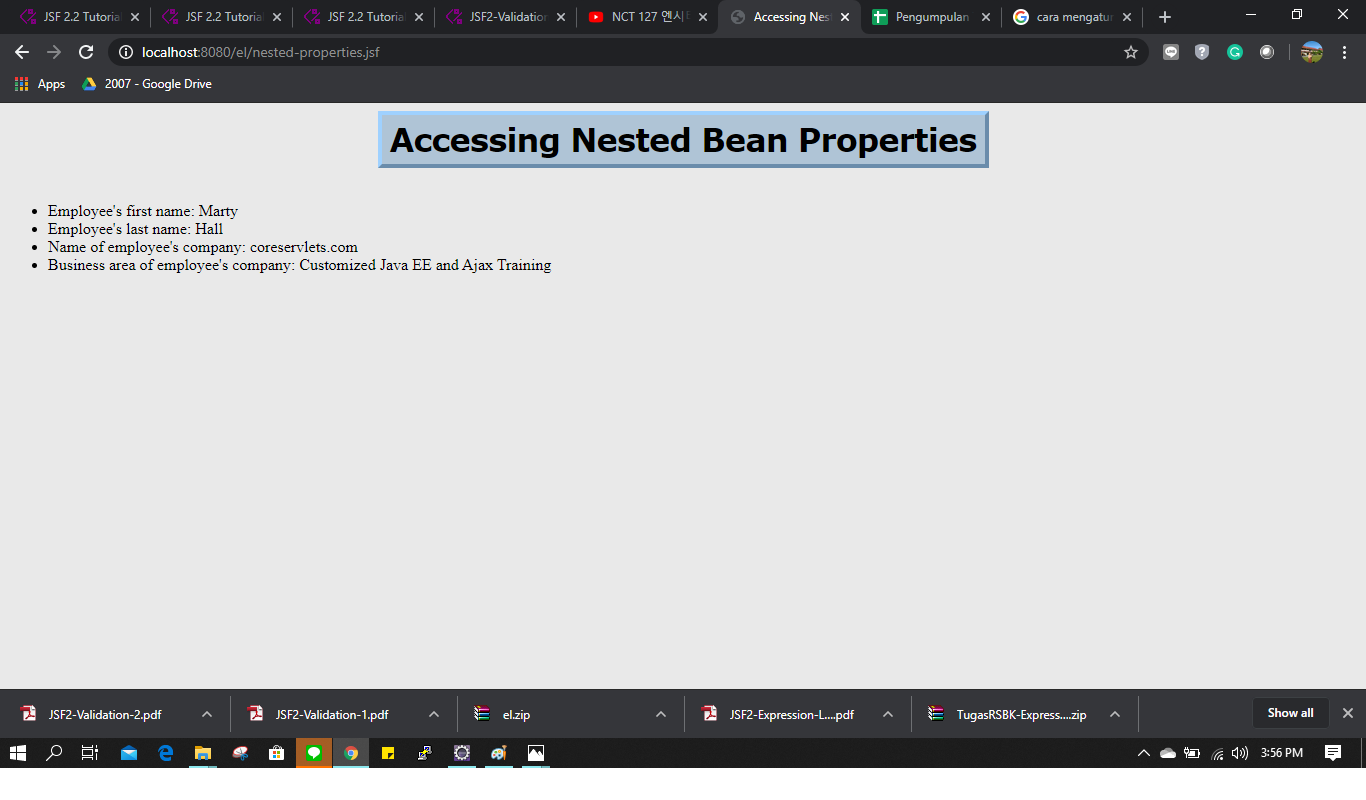 JSF 2.2 Tutorial
JSF 2.2 Tutorial
JSF 2.2 Tutorial
JSF2-Validation
NCT 127 엔시티
Accessing Nest
Pengumpulan
cara mengatur
localhost:8080/el/nested-properties.jsf
Apps
2007 - Google Drive
Accessing Nested Bean Properties
• Employee's first name: Marty
• Employee's last name: Hall
• Name of employee's company: coreservlets.com
• Business area of employee's company: Customized Java EE and Ajax Training
JSF2-Validation-2.pdf
JSF2-Validation-1.pdf
el.zip
JSF2-Expression-L....pdf
TugasRSBK-Express....zip
Show all
3:56 PM